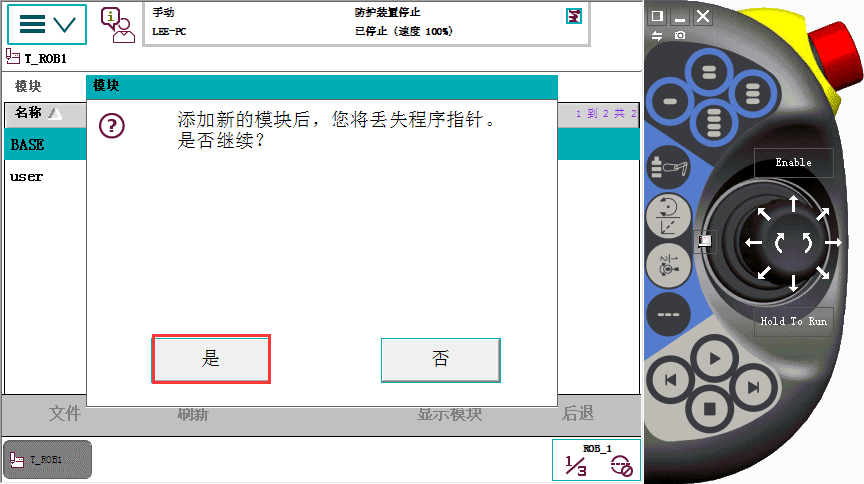 手动
防护装置停止
LEE-PC
已停止 (速度 100%)
T_ROB1
模块
模块
名称
1 到 2 共 2
添加新的模块后，您将丢失程序指针。
是否继续？
BASE
user
是
否
文件
刷新
显示模块
后退
T_ROB1
ROB_1
1/3
Enable
Hold To Run